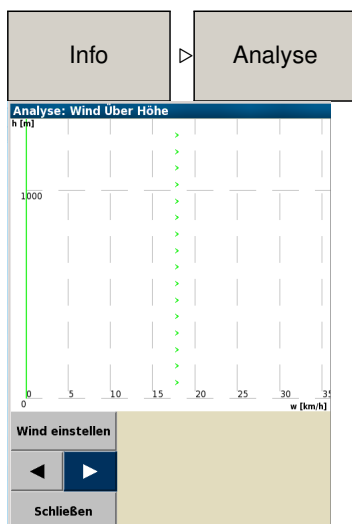 Info ▷ Analyse
Analyse: Wind Über Höhe
h [m]
1000
0
0 5 10 15 20 25 30 35
w [km/h]
Wind einstellen
◀ ▶
Schließen